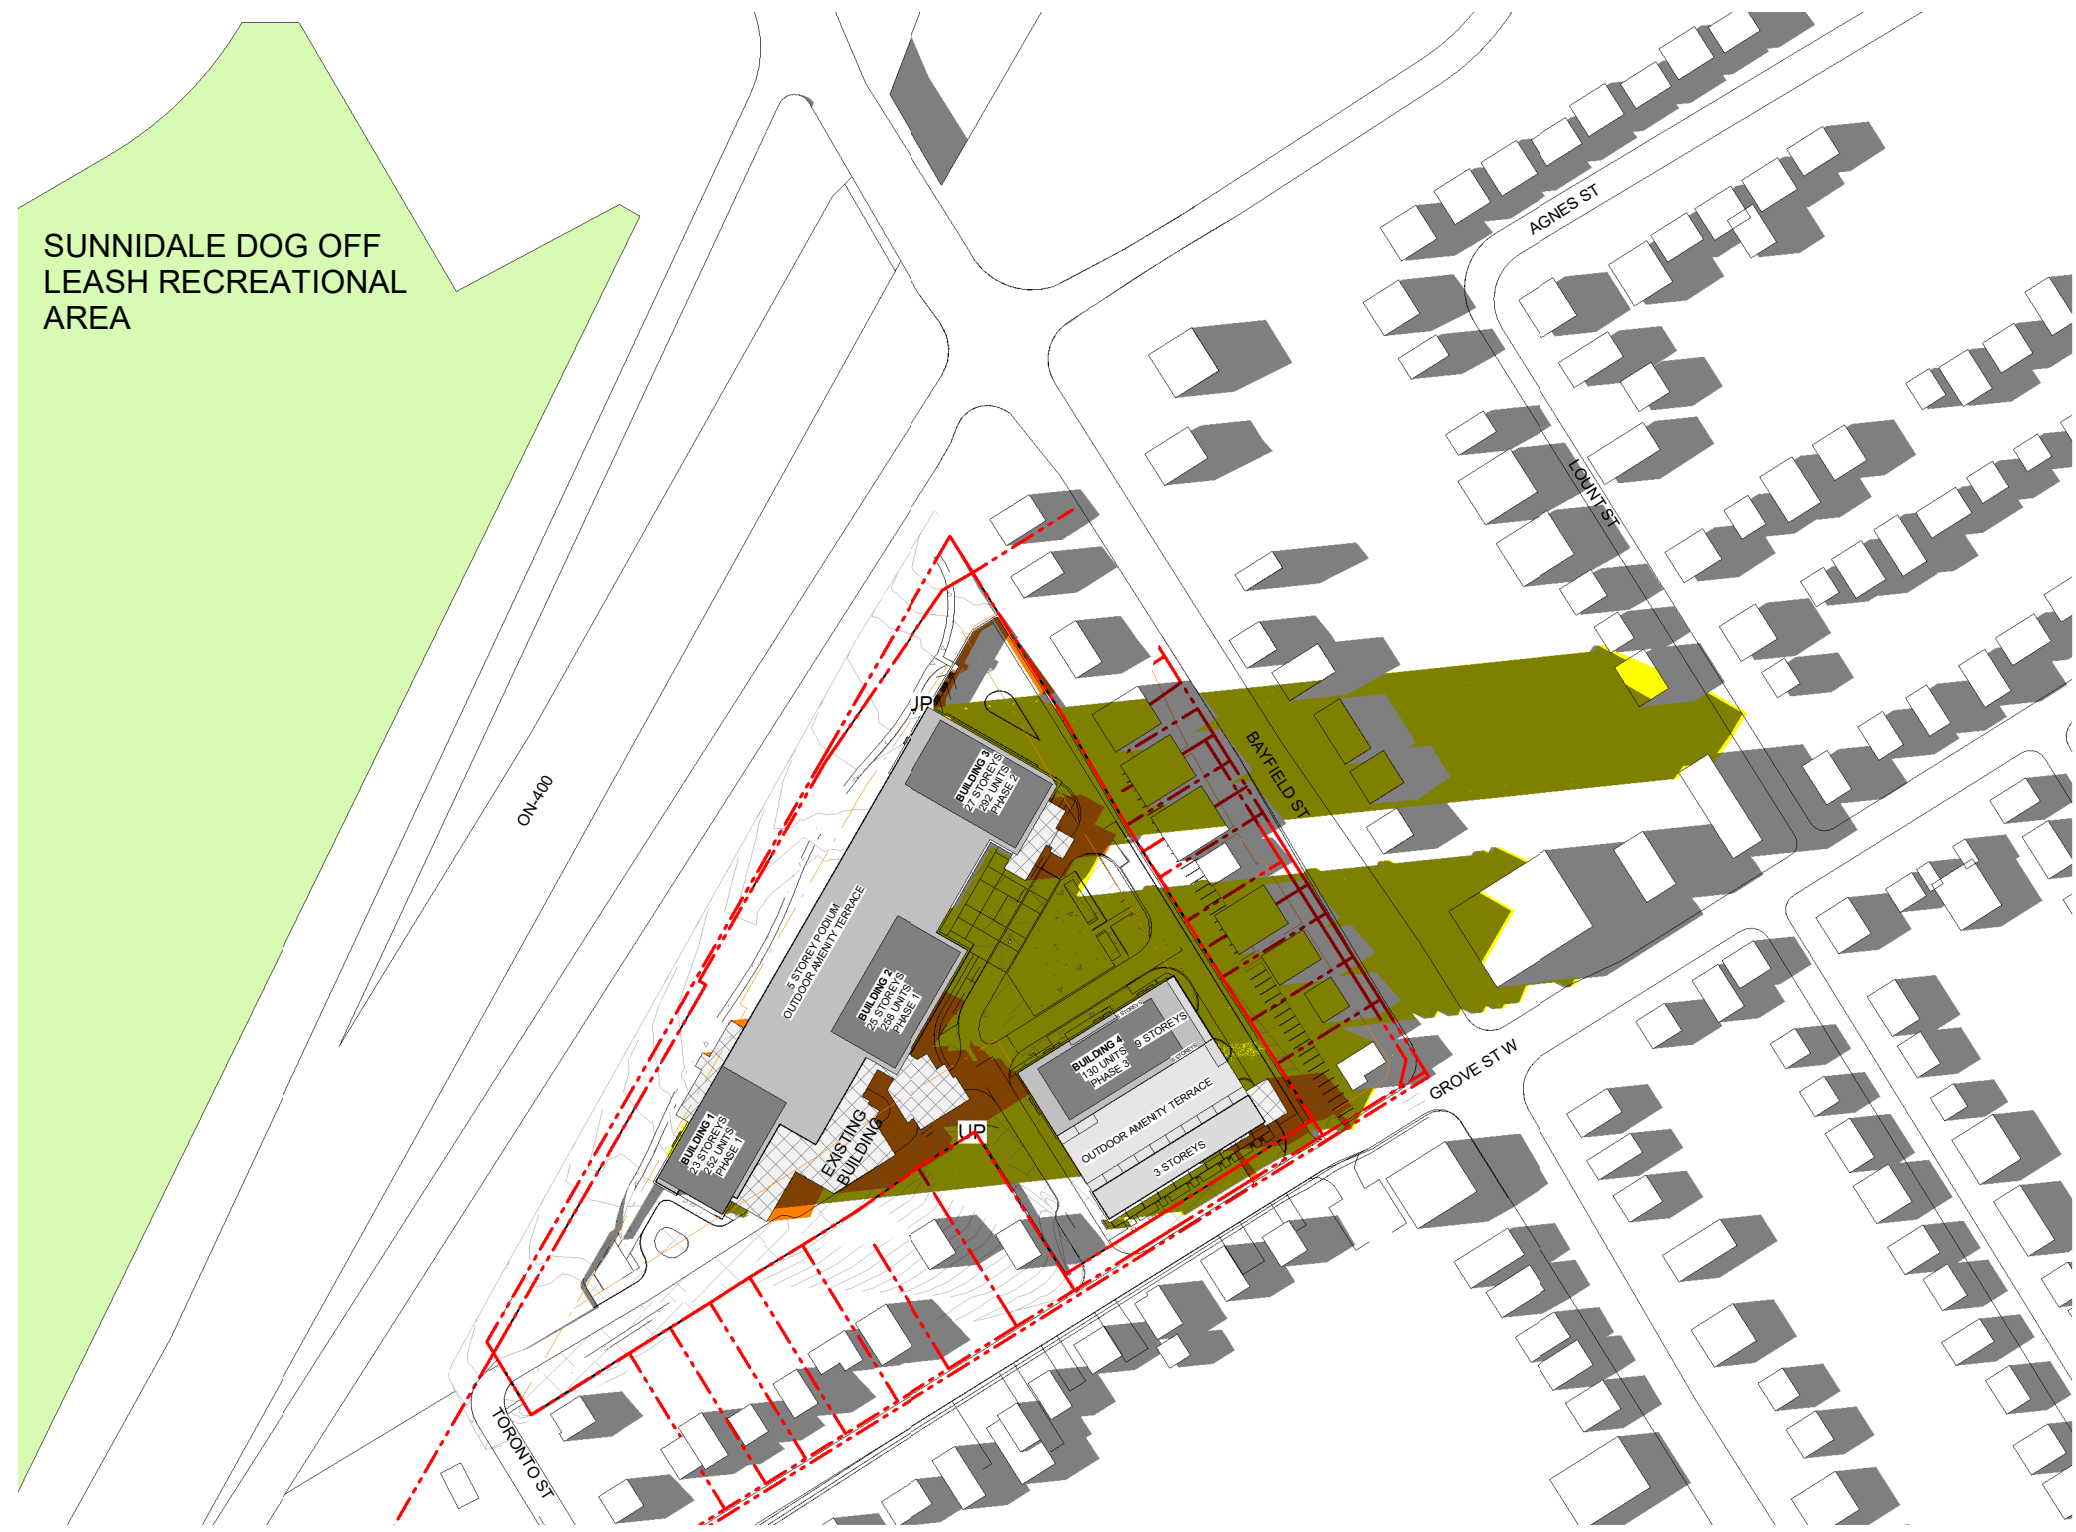 SUNNIDALE DOG OFF
LEASH RECREATIONAL
AREA
AGNES ST
LOUNT ST
ON-400
UP
BUILDING 3
27 STOREYS
292 UNITS
PHASE 2
BAYFIELD ST
5 STOREY PODIUM
OUTDOOR AMENITY TERRACE
BUILDING 2
25 STOREYS
258 UNITS
PHASE 1
BUILDING 4
130 UNITS
PHASE 3
9 STOREYS
OUTDOOR AMENITY TERRACE
3 STOREYS
GROVE ST W
BUILDING 1
23 STOREYS
252 UNITS
PHASE 1
EXISTING
BUILDING
UP
TORONTO ST